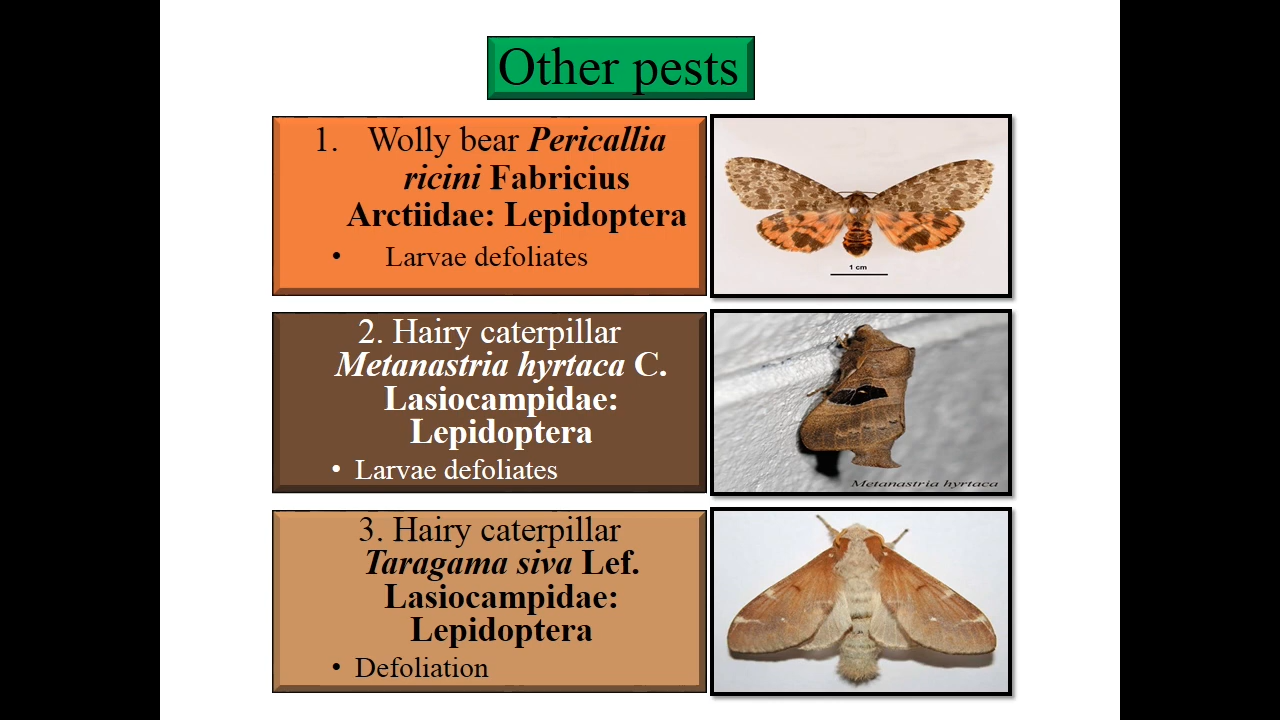 Other pests
1. Wolly bear Pericallia
ricini Fabricius
Arctiidae: Lepidoptera
• Larvae defoliates
1 cm
2. Hairy caterpillar
Metanastria hyrtaca C.
Lasiocampidae:
Lepidoptera
• Larvae defoliates
Metanastria hyrtaca
3. Hairy caterpillar
Taragama siva Lef.
Lasiocampidae:
Lepidoptera
• Defoliation